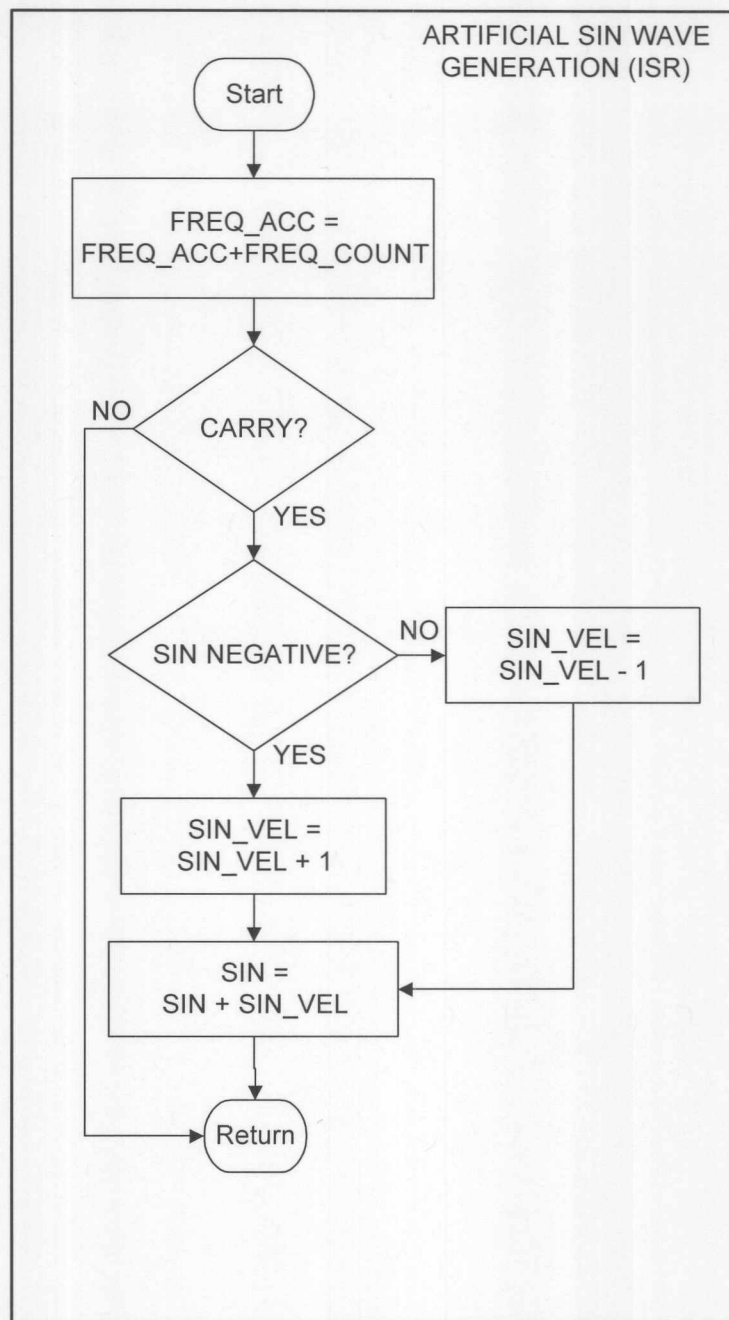 ARTIFICIAL SIN WAVE
GENERATION (ISR)
Start
FREQ_ACC =
FREQ_ACC+FREQ_COUNT
CARRY?
NO
YES
SIN NEGATIVE?
NO
SIN_VEL =
SIN_VEL - 1
YES
SIN_VEL =
SIN_VEL + 1
SIN =
SIN + SIN_VEL
Return